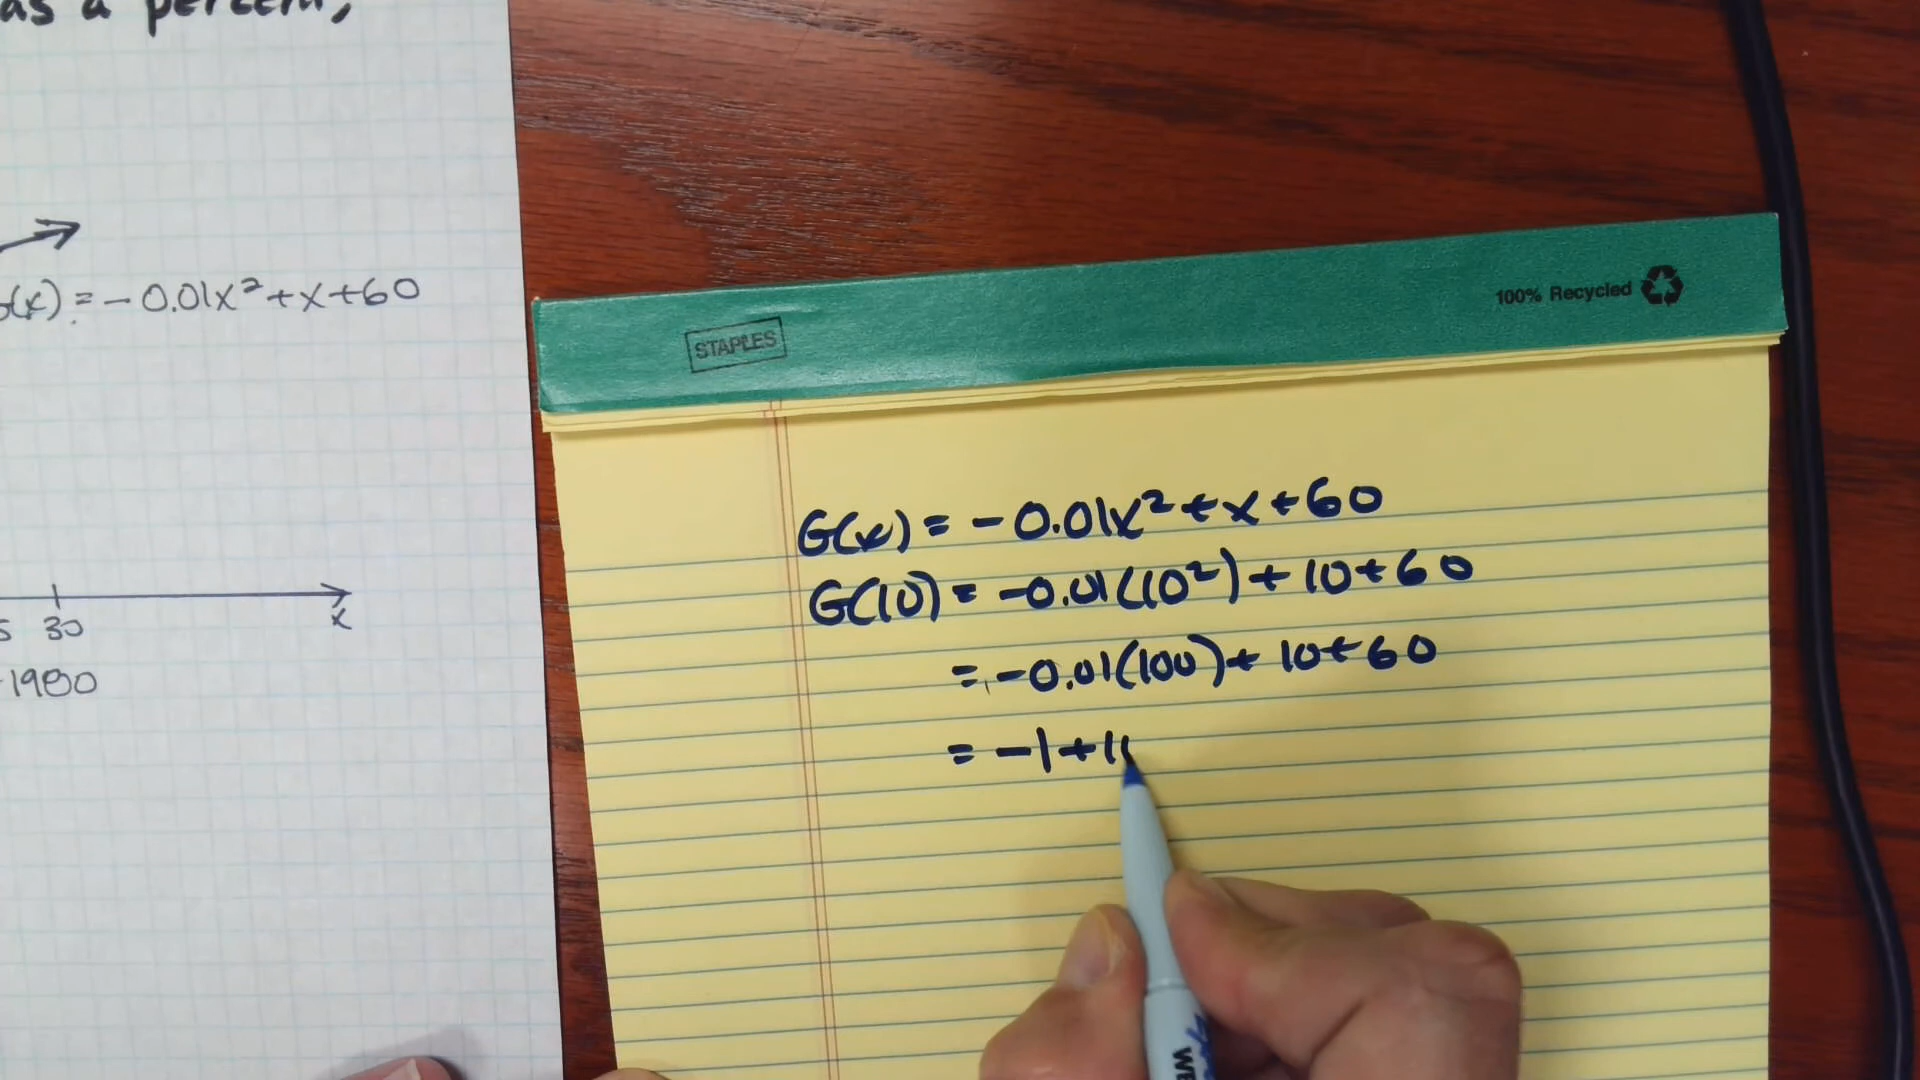 as a percent,
(x) = -0.01x² + x + 60
30
x
1980
STAPLES
100% Recycled
G(x) = -0.01x² + x + 60
G(10) = -0.01(10²) + 10 + 60
= -0.01(100) + 10 + 60
= -1 + 1
WE